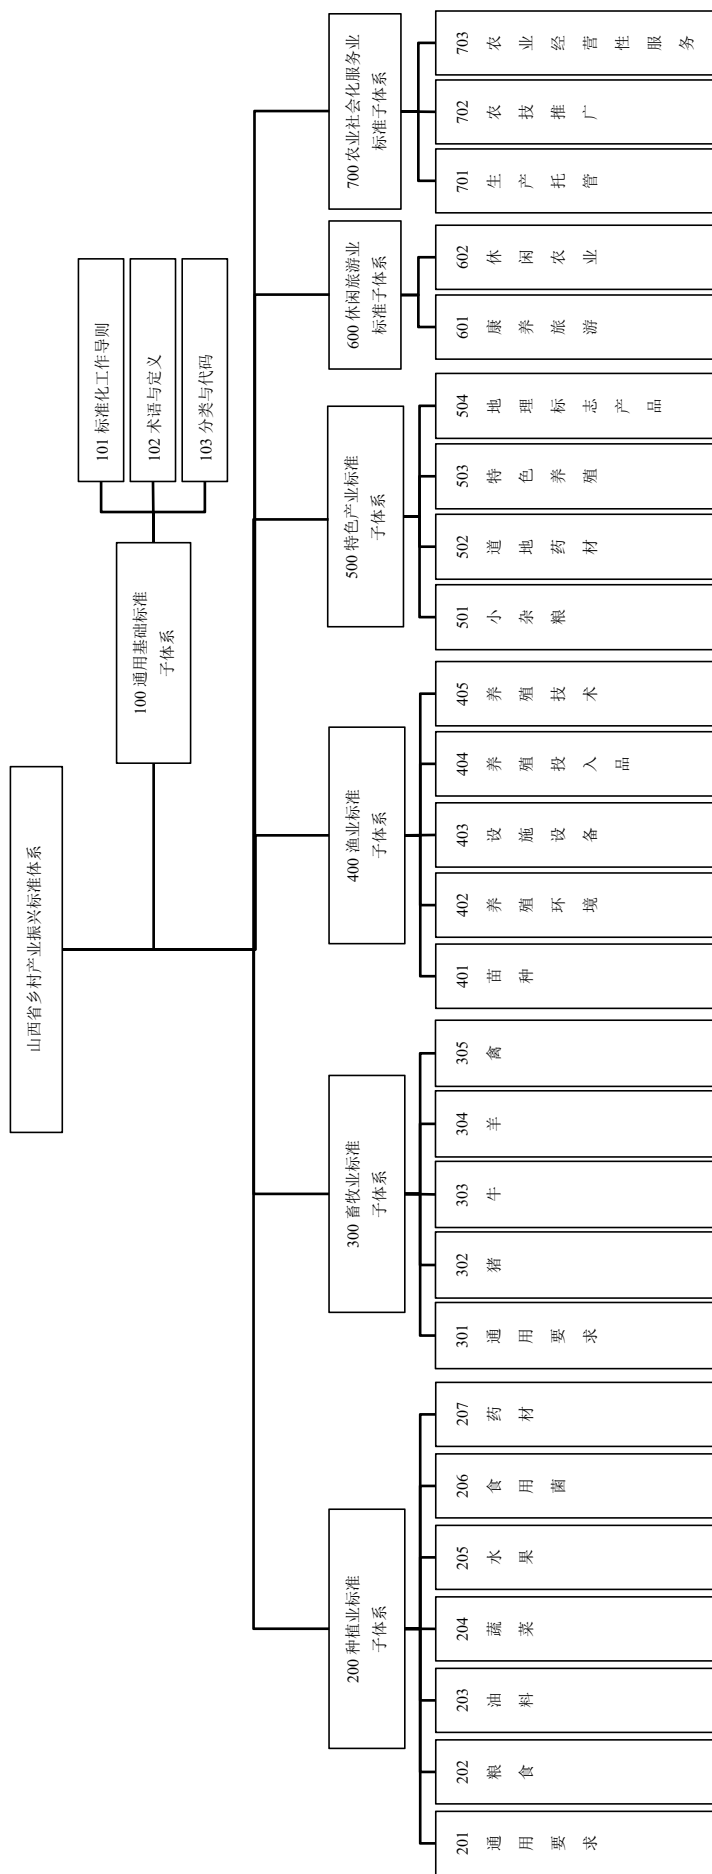 山西省乡村产业振兴标准体系
100 通用基础标准
子体系
101 标准化工作导则
102 术语与定义
103 分类与代码
200 种植业标准
子体系
300 畜牧业标准
子体系
400 渔业标准
子体系
500 特色产业标准
子体系
600 休闲旅游业
标准子体系
700 农业社会化服务业
标准子体系
201 通用要求
202 粮食
203 油料
204 蔬菜
205 水果
206 食用菌
207 药材
301 通用要求
302 猪
303 牛
304 羊
305 禽
401 苗种
402 养殖环境
403 设施设备
404 养殖投入品
405 养殖技术
501 小杂粮
502 道地药材
503 特色养殖
504 地理标志产品
601 康养旅游
602 休闲农业
701 生产托管
702 农技推广
703 农业经营性服务